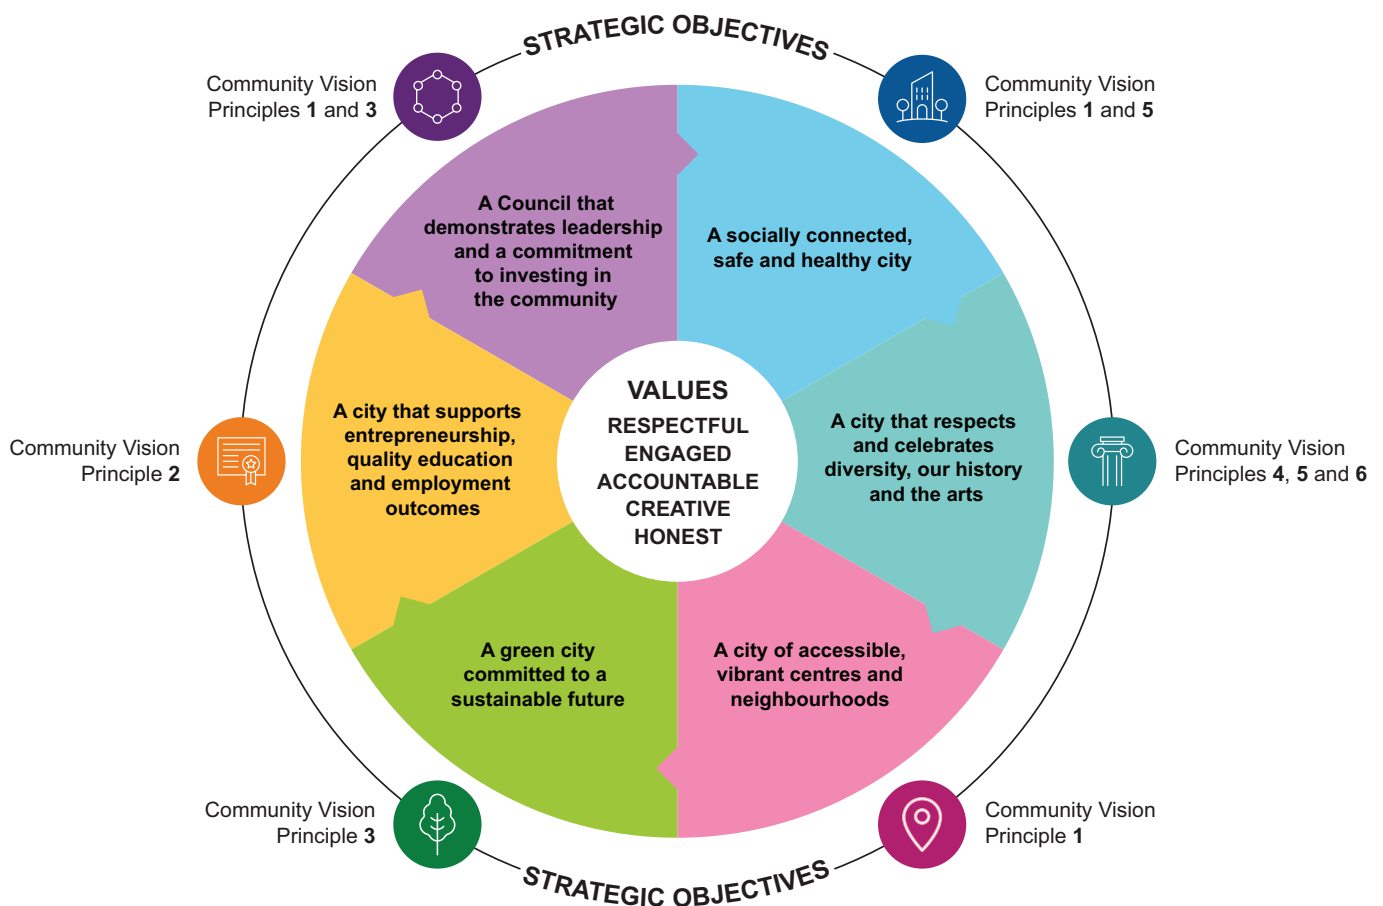 STRATEGIC OBJECTIVES
Community Vision
Principles 1 and 3
Community Vision
Principles 1 and 5
A Council that
demonstrates leadership
and a commitment
to investing in
the community
A socially connected,
safe and healthy city
Community Vision
Principle 2
A city that supports
entrepreneurship,
quality education
and employment
outcomes
VALUES
RESPECTFUL
ENGAGED
ACCOUNTABLE
CREATIVE
HONEST
A city that respects
and celebrates
diversity, our history
and the arts
Community Vision
Principles 4, 5 and 6
A green city
committed to a
sustainable future
A city of accessible,
vibrant centres and
neighbourhoods
Community Vision
Principle 3
Community Vision
Principle 1
STRATEGIC OBJECTIVES